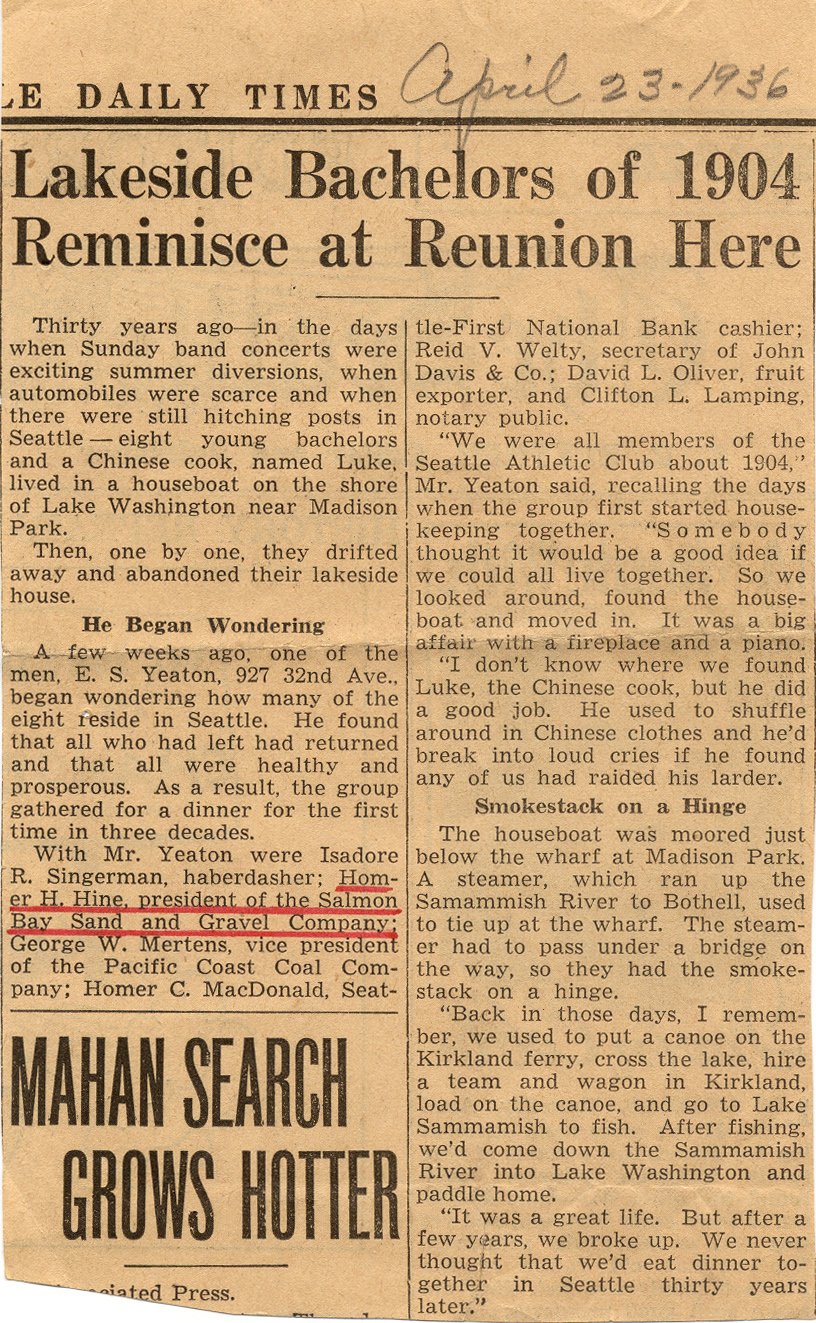 LE DAILY TIMES April 23-1936
Lakeside Bachelors of 1904
Reminisce at Reunion Here
Thirty years ago—in the days
when Sunday band concerts were
exciting summer diversions, when
automobiles were scarce and when
there were still hitching posts in
Seattle — eight young bachelors
and a Chinese cook, named Luke,
lived in a houseboat on the shore
of Lake Washington near Madison
Park.
Then, one by one, they drifted
away and abandoned their lakeside
house.
He Began Wondering
A few weeks ago, one of the
men, E. S. Yeaton, 927 32nd Ave.,
began wondering how many of the
eight reside in Seattle. He found
that all who had left had returned
and that all were healthy and
prosperous. As a result, the group
gathered for a dinner for the first
time in three decades.
With Mr. Yeaton were Isadore
R. Singerman, haberdasher; Hom-
er H. Hine, president of the Salmon
Bay Sand and Gravel Company;
George W. Mertens, vice president
of the Pacific Coast Coal Com-
pany; Homer C. MacDonald, Seat-
tle-First National Bank cashier;
Reid V. Welty, secretary of John
Davis & Co.; David L. Oliver, fruit
exporter, and Clifton L. Lamping,
notary public.
"We were all members of the
Seattle Athletic Club about 1904,"
Mr. Yeaton said, recalling the days
when the group first started house-
keeping together. "Somebody
thought it would be a good idea if
we could all live together. So we
looked around, found the house-
boat and moved in. It was a big
affair with a fireplace and a piano.
"I don't know where we found
Luke, the Chinese cook, but he did
a good job. He used to shuffle
around in Chinese clothes and he'd
break into loud cries if he found
any of us had raided his larder.
Smokestack on a Hinge
The houseboat was moored just
below the wharf at Madison Park.
A steamer, which ran up the
Samammish River to Bothell, used
to tie up at the wharf. The steam-
er had to pass under a bridge on
the way, so they had the smoke-
stack on a hinge.
"Back in those days, I remem-
ber, we used to put a canoe on the
Kirkland ferry, cross the lake, hire
a team and wagon in Kirkland,
load on the canoe, and go to Lake
Sammamish to fish. After fishing,
we'd come down the Sammamish
River into Lake Washington and
paddle home.
"It was a great life. But after a
few years, we broke up. We never
thought that we'd eat dinner to-
gether in Seattle thirty years
later."
MAHAN SEARCH
GROWS HOTTER
ciated Press.